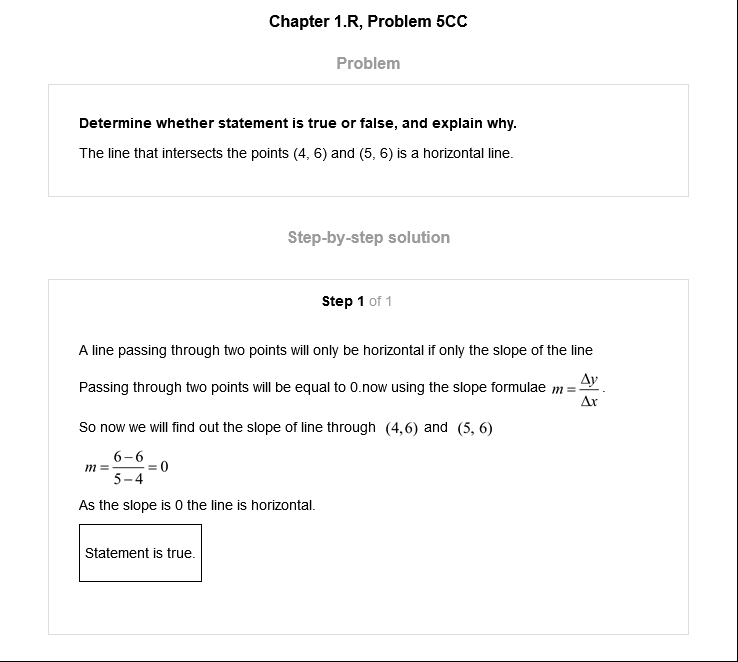 Chapter 1.R, Problem 5CC
Problem
Determine whether statement is true or false, and explain why.
The line that intersects the points (4, 6) and (5, 6) is a horizontal line.
Step-by-step solution
Step 1 of 1
A line passing through two points will only be horizontal if only the slope of the line
Passing through two points will be equal to 0.now using the slope formulae m = Δy/Δx .
So now we will find out the slope of line through (4,6) and (5, 6)
m = 6−6/5−4 = 0
As the slope is 0 the line is horizontal.
Statement is true.